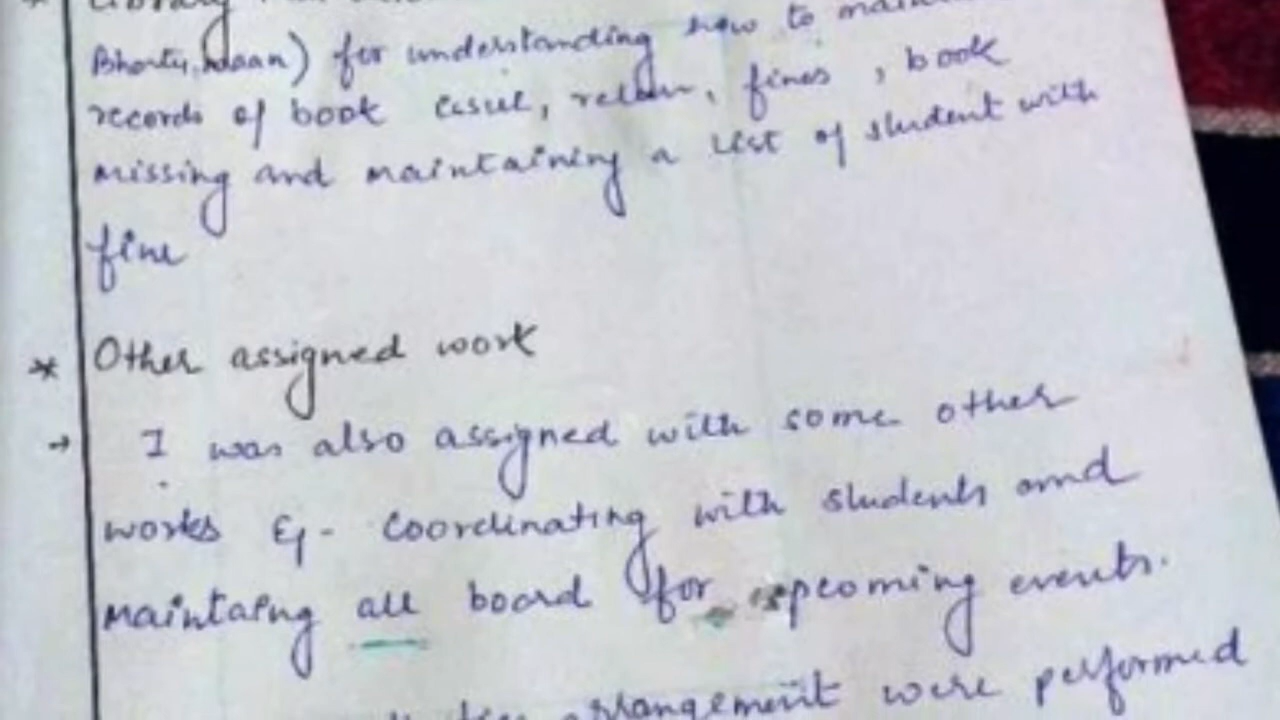 * Library
for understanding how to
records of book issue, return, fines, book
missing and maintaining a list of student with
fine
* Other assigned work
→ I was also assigned with some other
works Eg- Coordinating with students and
maintaing all board for upcoming events.
arrangement were performed